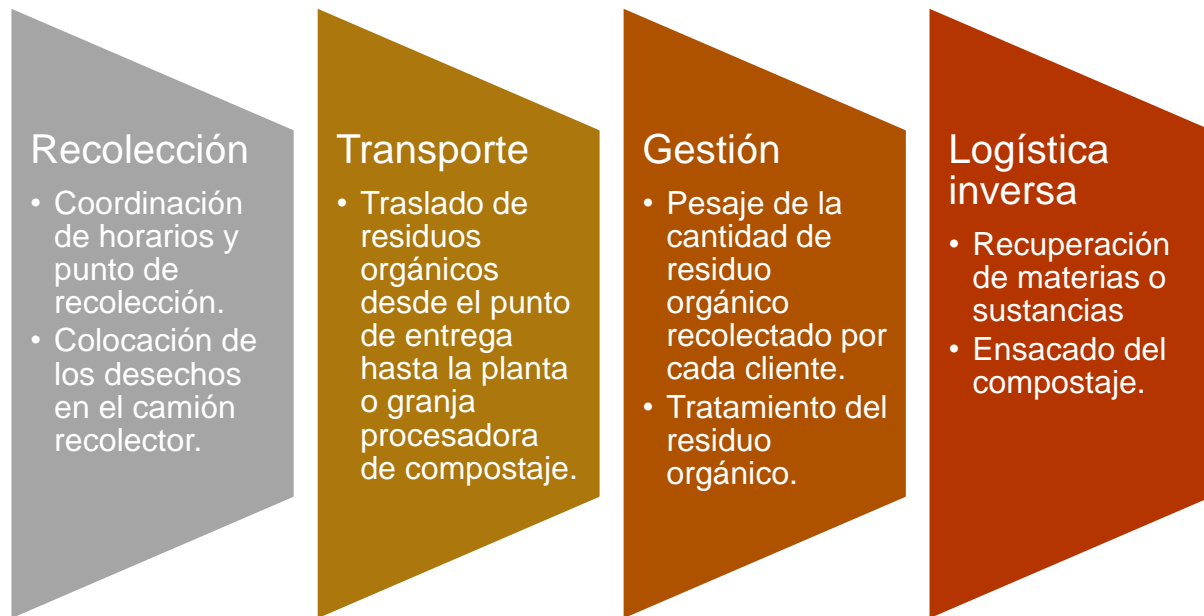 Recolección
• Coordinación
de horarios y
punto de
recolección.
• Colocación de
los desechos
en el camión
recolector.
Transporte
• Traslado de
residuos
orgánicos
desde el punto
de entrega
hasta la planta
o granja
procesadora
de compostaje.
Gestión
• Pesaje de la
cantidad de
residuo
orgánico
recolectado por
cada cliente.
• Tratamiento del
residuo
orgánico.
Logística
inversa
• Recuperación
de materias o
sustancias
• Ensacado del
compostaje.